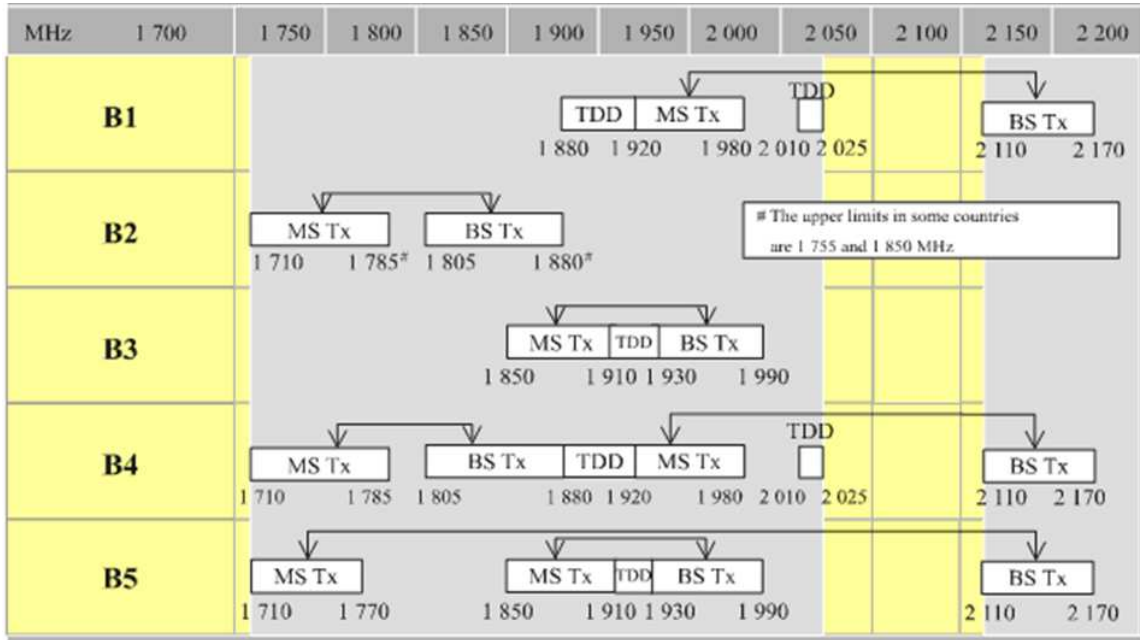 MHz 1 700 1 750 1 800 1 850 1 900 1 950 2 000 2 050 2 100 2 150 2 200
TDD
B1 TDD MS Tx BS Tx
1 880 1 920 1 980 2 010 2 025 2 110 2 170
# The upper limits in some countries
are 1 755 and 1 850 MHz
B2 MS Tx BS Tx
1 710 1 785# 1 805 1 880#
B3 MS Tx TDD BS Tx
1 850 1 910 1 930 1 990
TDD
B4 MS Tx BS Tx TDD MS Tx BS Tx
1 710 1 785 1 805 1 880 1 920 1 980 2 010 2 025 2 110 2 170
B5 MS Tx MS Tx TDD BS Tx BS Tx
1 710 1 770 1 850 1 910 1 930 1 990 2 110 2 170